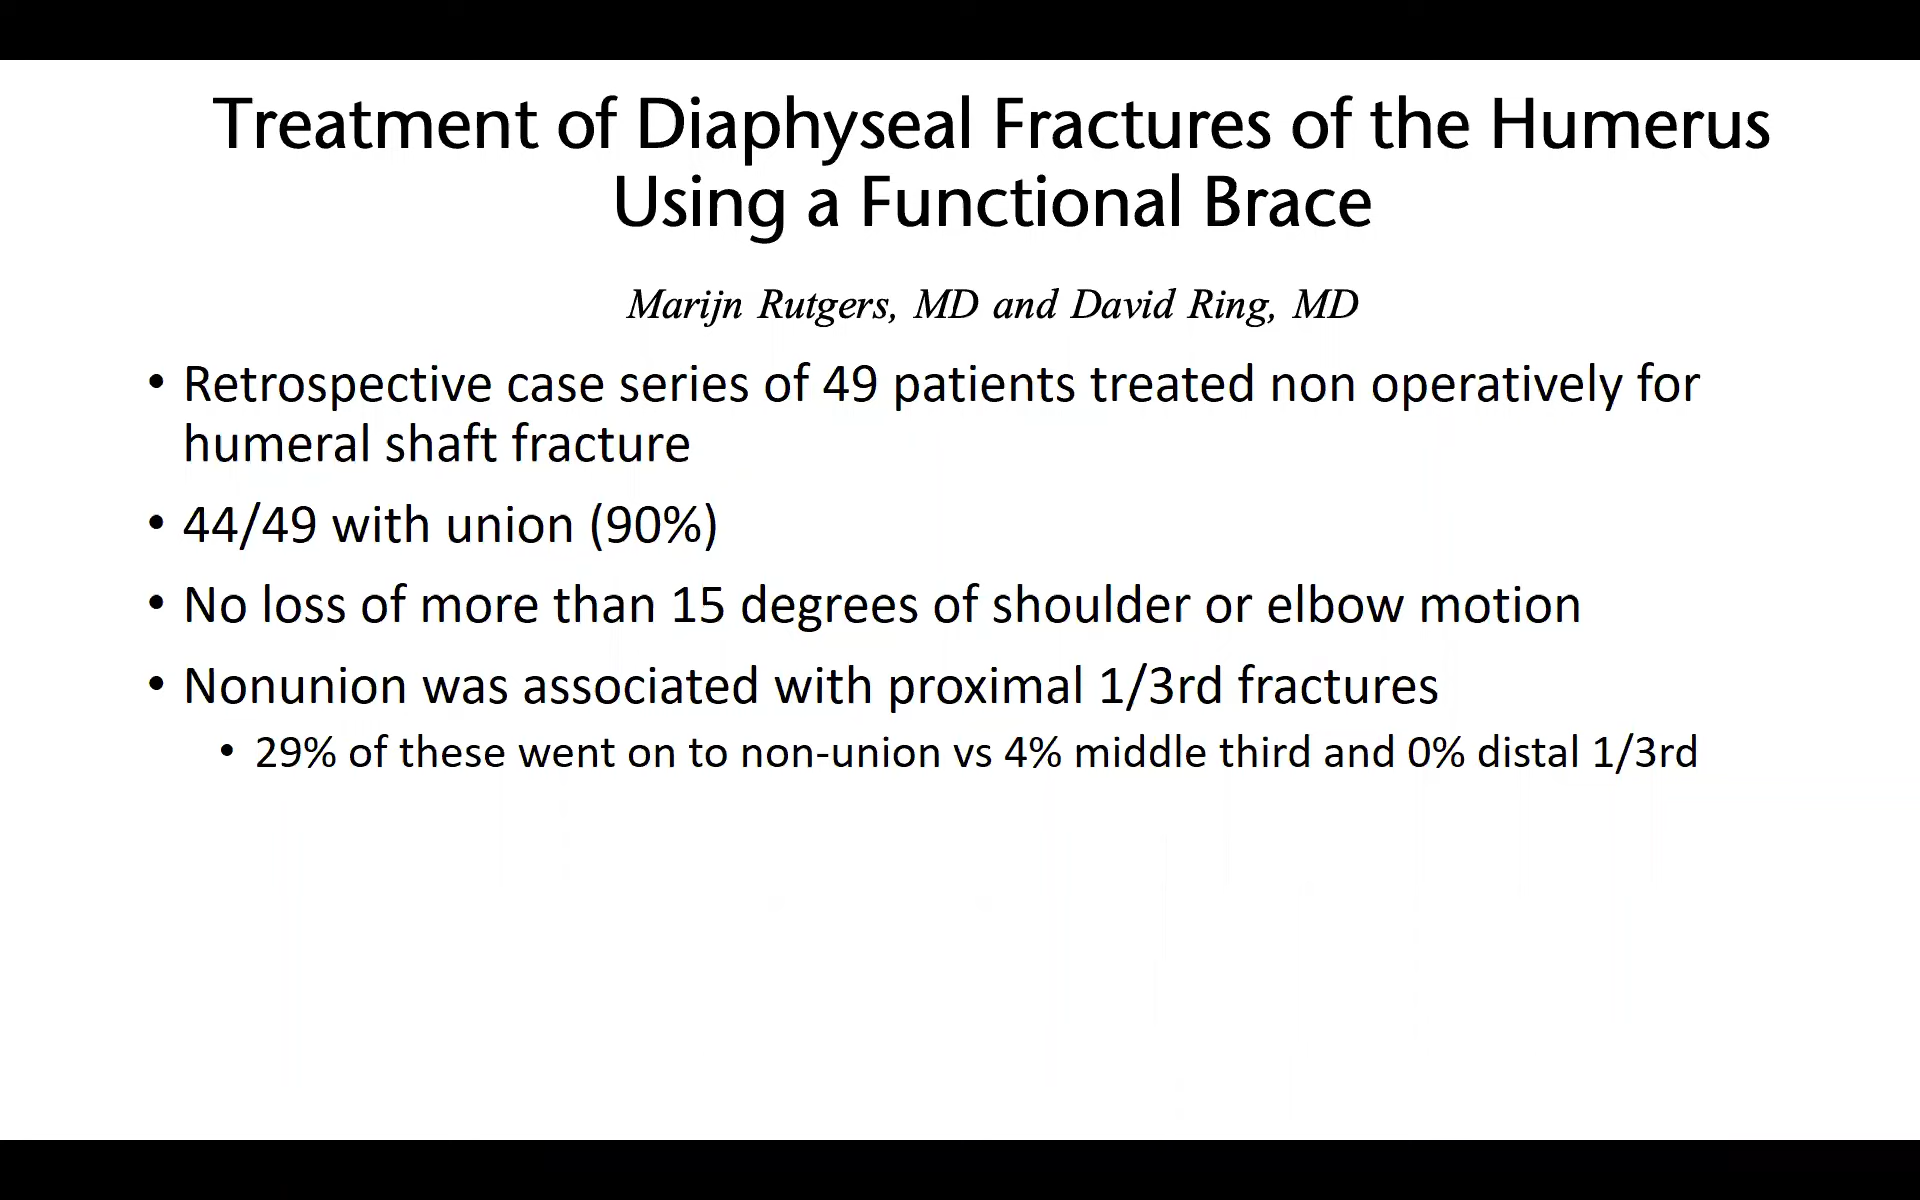 Treatment of Diaphyseal Fractures of the Humerus
Using a Functional Brace
Marijn Rutgers, MD and David Ring, MD
• Retrospective case series of 49 patients treated non operatively for
humeral shaft fracture
• 44/49 with union (90%)
• No loss of more than 15 degrees of shoulder or elbow motion
• Nonunion was associated with proximal 1/3rd fractures
• 29% of these went on to non-union vs 4% middle third and 0% distal 1/3rd